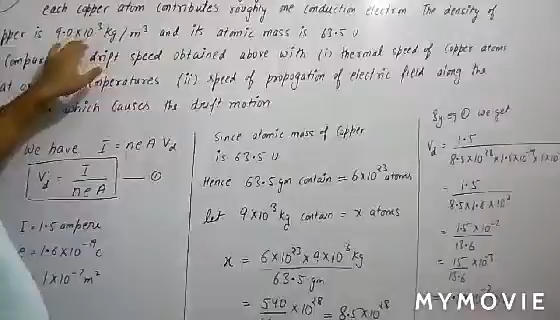 each copper atom contributes roughly one conduction electron The density of
pper is 9.0×10³ kg/m³ and its atomic mass is 63.5 u
Compar drift speed obtained above with (i) thermal speed of copper atoms
at o mperatures (ii) speed of propogation of electric field along the
which causes the drift motion
We have I = neA Vd
Vd = I / neA — ①
I = 1.5 ampere
e = 1.6×10⁻¹⁹ c
1×10⁻⁷ m²
Since atomic mass of Copper
is 63.5 u
Hence 63.5 gm contain = 6×10²³ atoms
let 9×10³ kg contain = x atoms
x = 6×10²³ × 9×10³ kg / 63.5 gm
= 540 / ×10²⁸ = 8.5×10²⁸
By eq ① we get
Vd = 1.5 / 8.5×10²⁸×1.6×10⁻¹⁹×1×10
= 1.5 / 8.5×1.6×10²
= 1.5×10⁻² / 13.6
= 15 / 13.6 ×10⁻³
MYMOVIE